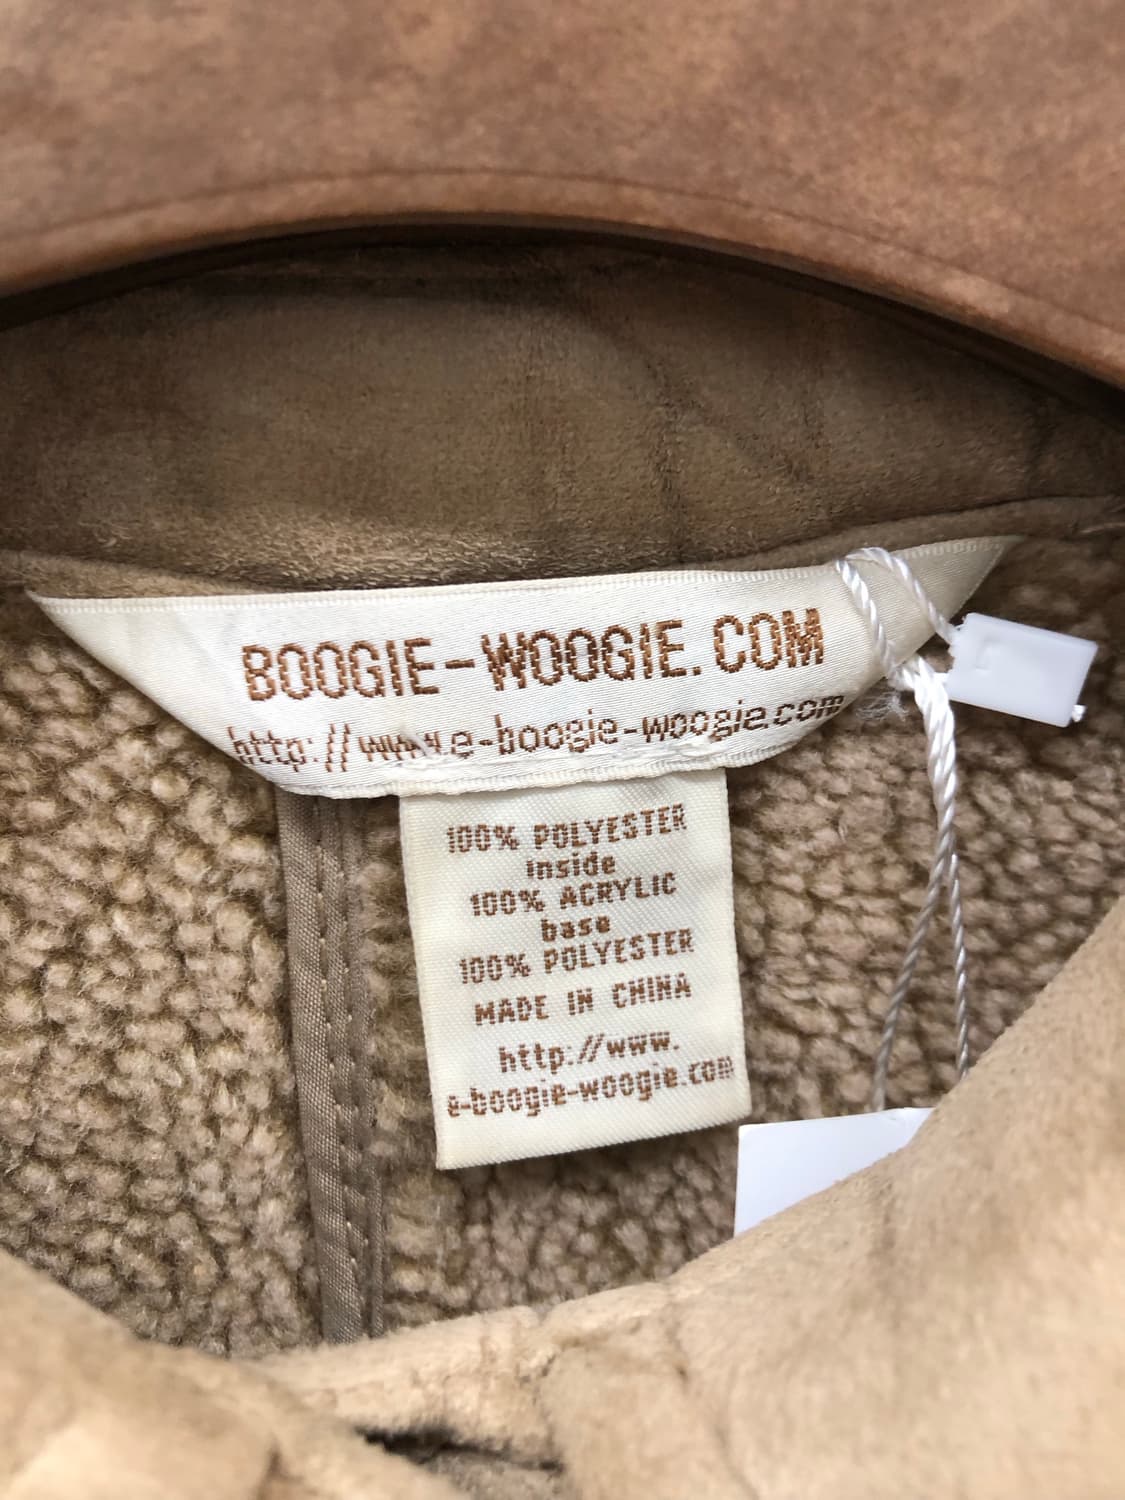 BOOGIE-WOOGIE.COM
http://www.e-boogie-woogie.com
100% POLYESTER
inside
100% ACRYLIC
base
100% POLYESTER
MADE IN CHINA
http://www.
e-boogie-woogie.com